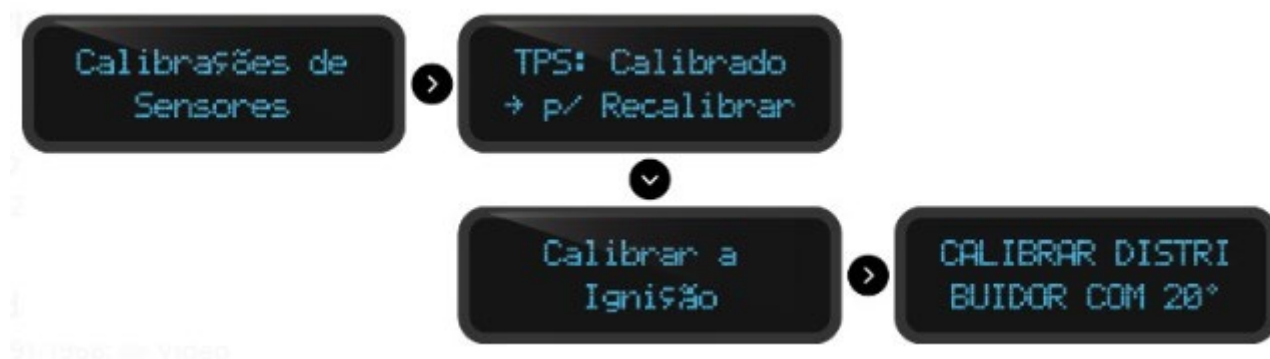 Calibrações de
Sensores
TPS: Calibrado
→ p/ Recalibrar
Calibrar a
Ignição
CALIBRAR DISTRI
BUIDOR COM 20°